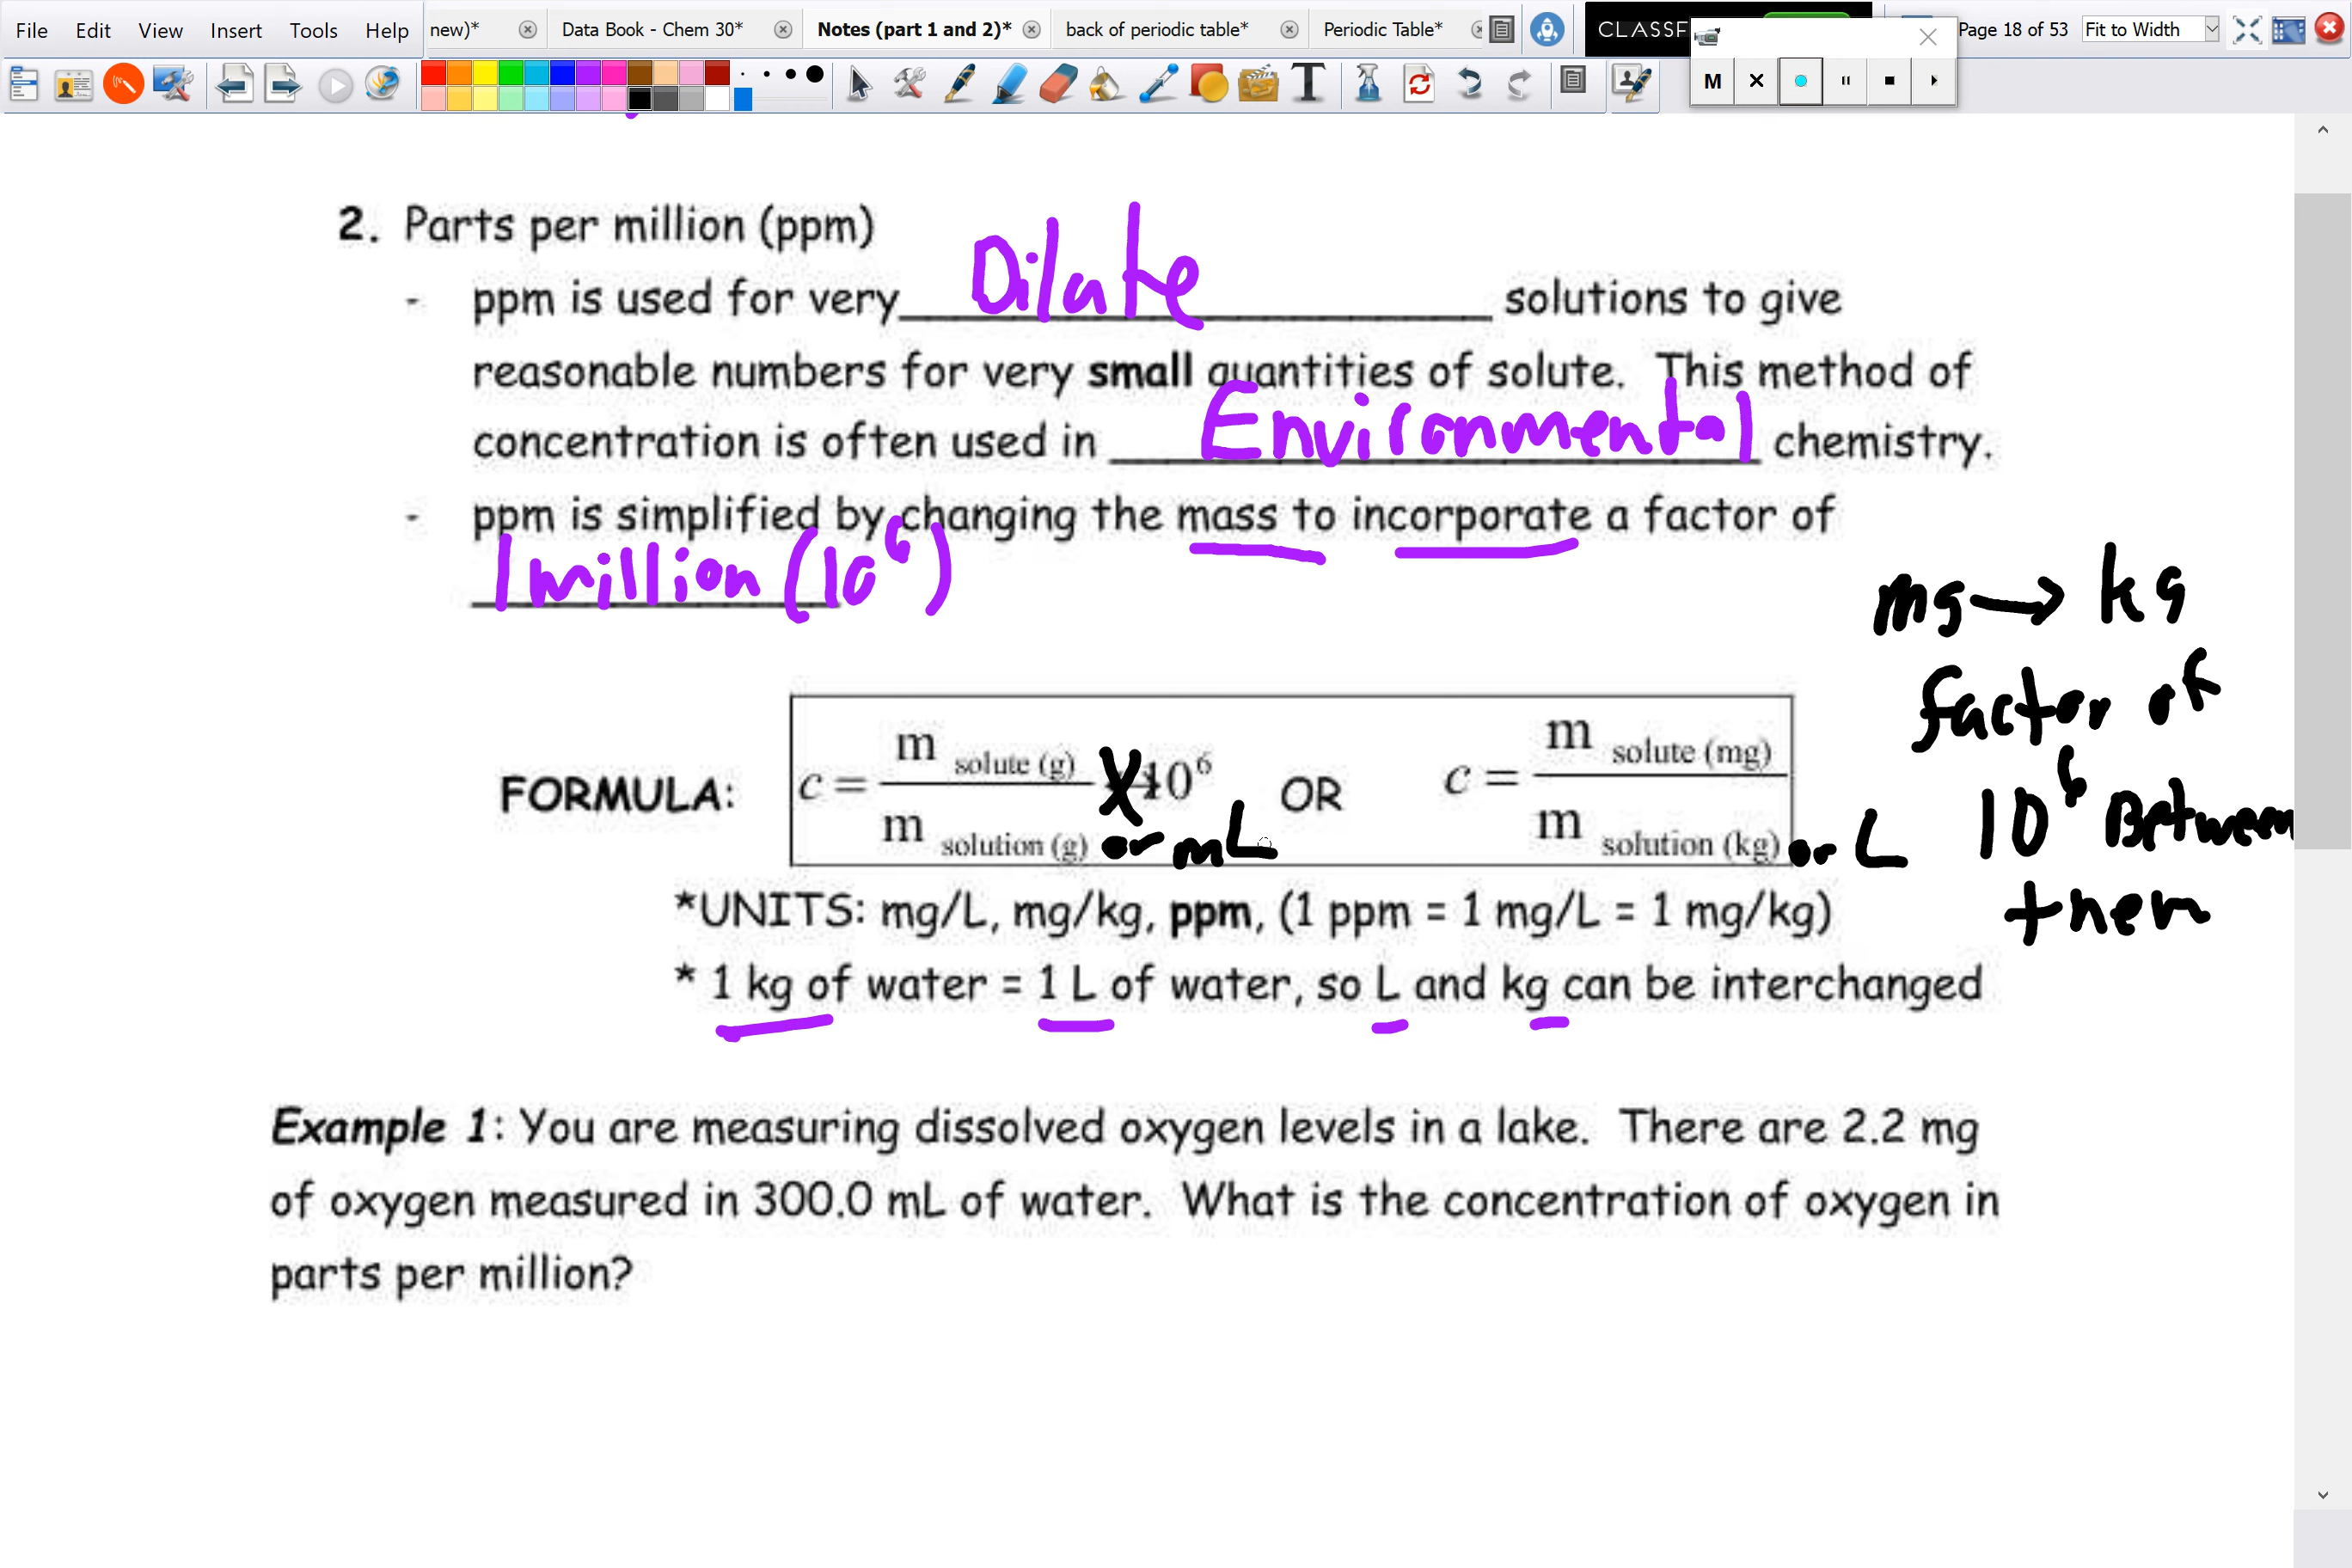 File Edit View Insert Tools Help
new)* Data Book - Chem 30* Notes (part 1 and 2)* back of periodic table* Periodic Table*
Page 18 of 53 Fit to Width
M
2. Parts per million (ppm)
- ppm is used for very Dilute solutions to give
reasonable numbers for very small quantities of solute. This method of
concentration is often used in Environmental chemistry.
- ppm is simplified by changing the mass to incorporate a factor of
1 million (10⁶)
mg → kg
factor of
10⁶ Between
them
FORMULA: c = m solute (g) / m solution (g) or mL X 10⁶ OR c = m solute (mg) / m solution (kg) or L
*UNITS: mg/L, mg/kg, ppm, (1 ppm = 1 mg/L = 1 mg/kg)
* 1 kg of water = 1 L of water, so L and kg can be interchanged
Example 1: You are measuring dissolved oxygen levels in a lake. There are 2.2 mg
of oxygen measured in 300.0 mL of water. What is the concentration of oxygen in
parts per million?